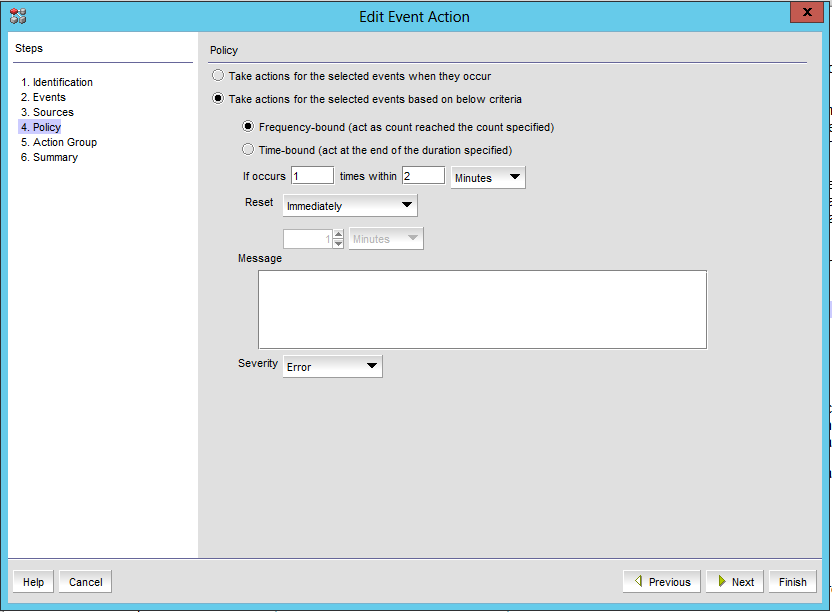 Edit Event Action
x
Steps
1. Identification
2. Events
3. Sources
4. Policy
5. Action Group
6. Summary
Policy
Take actions for the selected events when they occur
Take actions for the selected events based on below criteria
Frequency-bound (act as count reached the count specified)
Time-bound (act at the end of the duration specified)
If occurs 1 times within 2 Minutes
Reset Immediately
1 Minutes
Message
Severity Error
Help Cancel Previous Next Finish